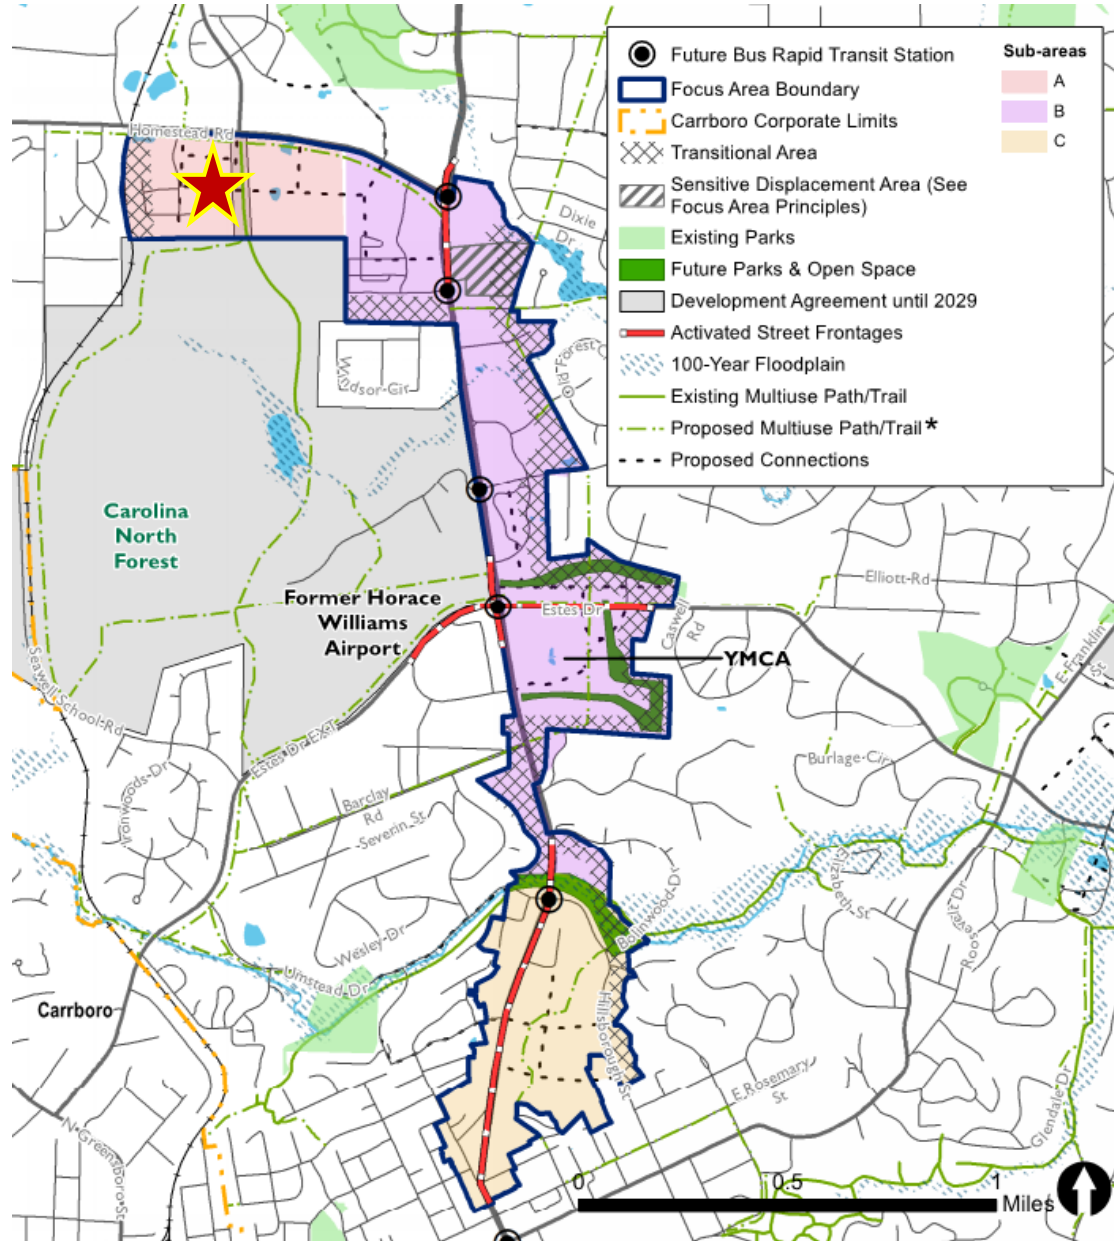 Future Bus Rapid Transit Station
Focus Area Boundary
Carrboro Corporate Limits
Transitional Area
Sensitive Displacement Area (See
Focus Area Principles)
Existing Parks
Future Parks & Open Space
Development Agreement until 2029
Activated Street Frontages
100-Year Floodplain
Existing Multiuse Path/Trail
Proposed Multiuse Path/Trail*
Proposed Connections
Sub-areas
A
B
C
Homestead Rd
Dixie
Dr
Windsor-Cir
Old Forest
Carolina
North
Forest
Former Horace
Williams
Airport
Estes Dr
Elliott-Rd
Caswell
Rd
YMCA
E-Franklin
St
Seawell School-Rd
Estes Dr EXT
Burlage-Cir
Ironwoods-Dr
Barclay
Rd
Severin St
Elizabeth-St
Roosevelt Dr
Bolinwood-Dr
Wesley-Dr
Umstead-Dr
Carrboro
Hillsborough-St
E Rosemary
St
Glendale Dr
N Greensboro-St
0
0.5
1
Miles